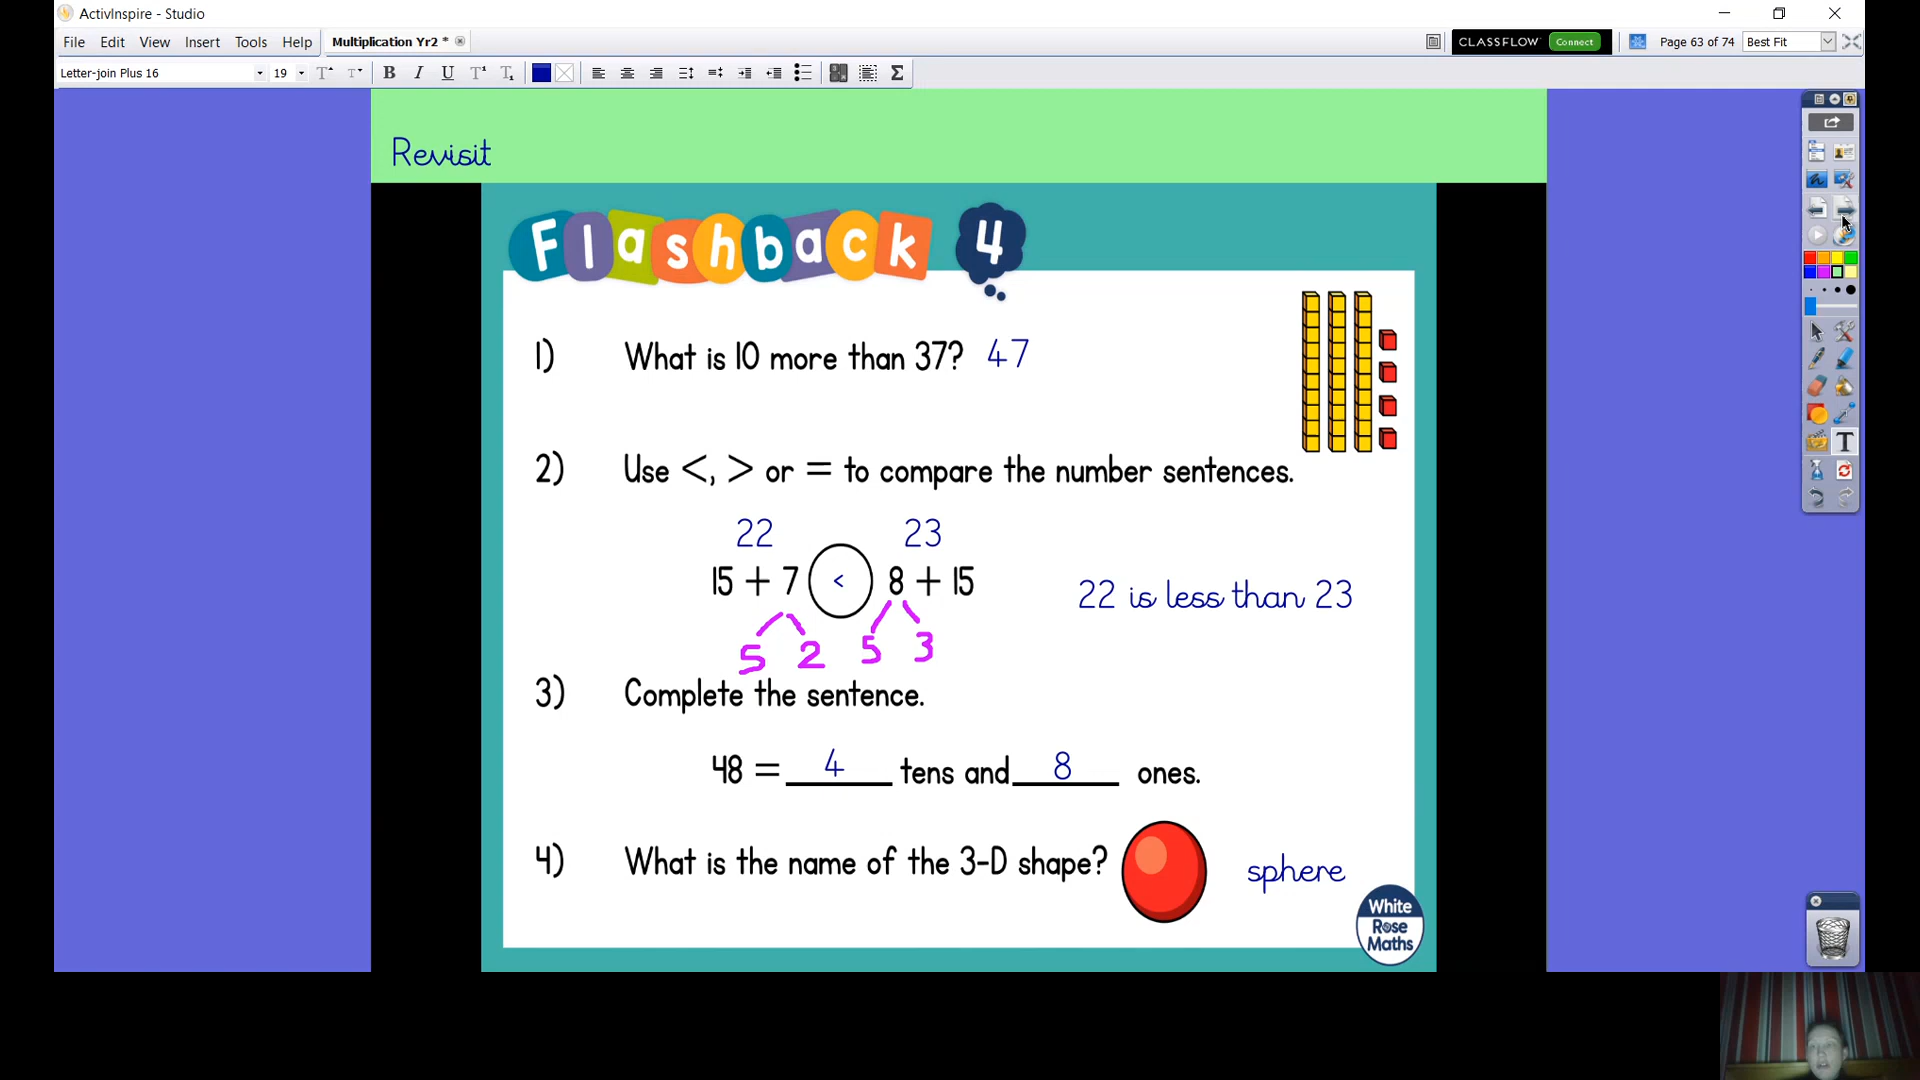 ActivInspire - Studio
File Edit View Insert Tools Help Multiplication Yr2 * CLASSFLOW Connect Page 63 of 74 Best Fit
Letter-join Plus 16 19 B I U T¹ T₁ Σ
Revisit
Flashback 4
1) What is 10 more than 37? 47
2) Use <, > or = to compare the number sentences.
22 23
15 + 7 < 8 + 15
22 is less than 23
5 2 5 3
3) Complete the sentence.
48 = 4 tens and 8 ones.
4) What is the name of the 3-D shape? sphere
White
Rose
Maths
T